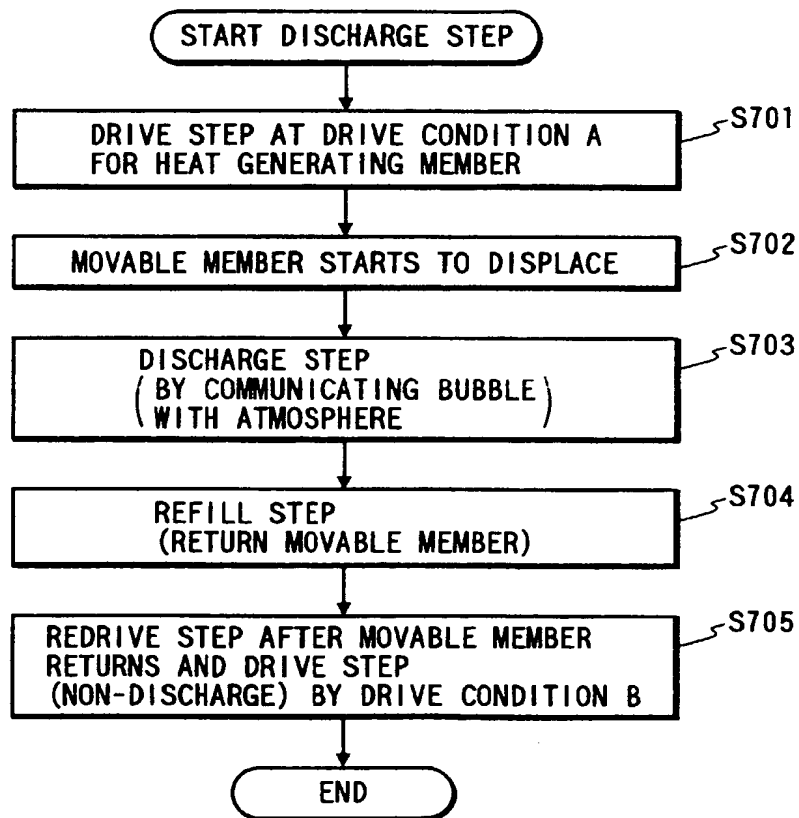 START DISCHARGE STEP
S701
DRIVE STEP AT DRIVE CONDITION A
FOR HEAT GENERATING MEMBER
S702
MOVABLE MEMBER STARTS TO DISPLACE
S703
DISCHARGE STEP
(BY COMMUNICATING BUBBLE
WITH ATMOSPHERE)
S704
REFILL STEP
(RETURN MOVABLE MEMBER)
S705
REDRIVE STEP AFTER MOVABLE MEMBER
RETURNS AND DRIVE STEP
(NON-DISCHARGE) BY DRIVE CONDITION B
END